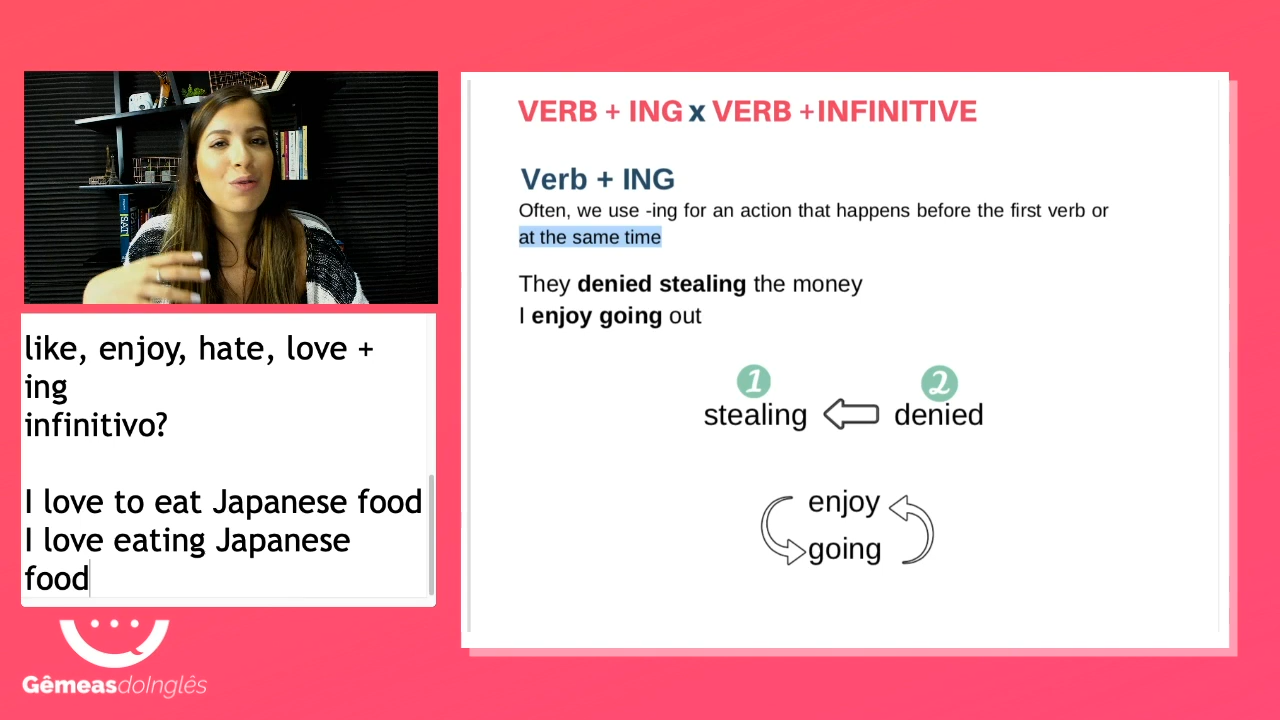 VERB + ING x VERB +INFINITIVE
Verb + ING
Often, we use -ing for an action that happens before the first verb or
at the same time
They denied stealing the money
I enjoy going out
1
2
stealing
denied
enjoy
going
like, enjoy, hate, love +
ing
infinitivo?
I love to eat Japanese food
I love eating Japanese
food
GêmeasdoInglês